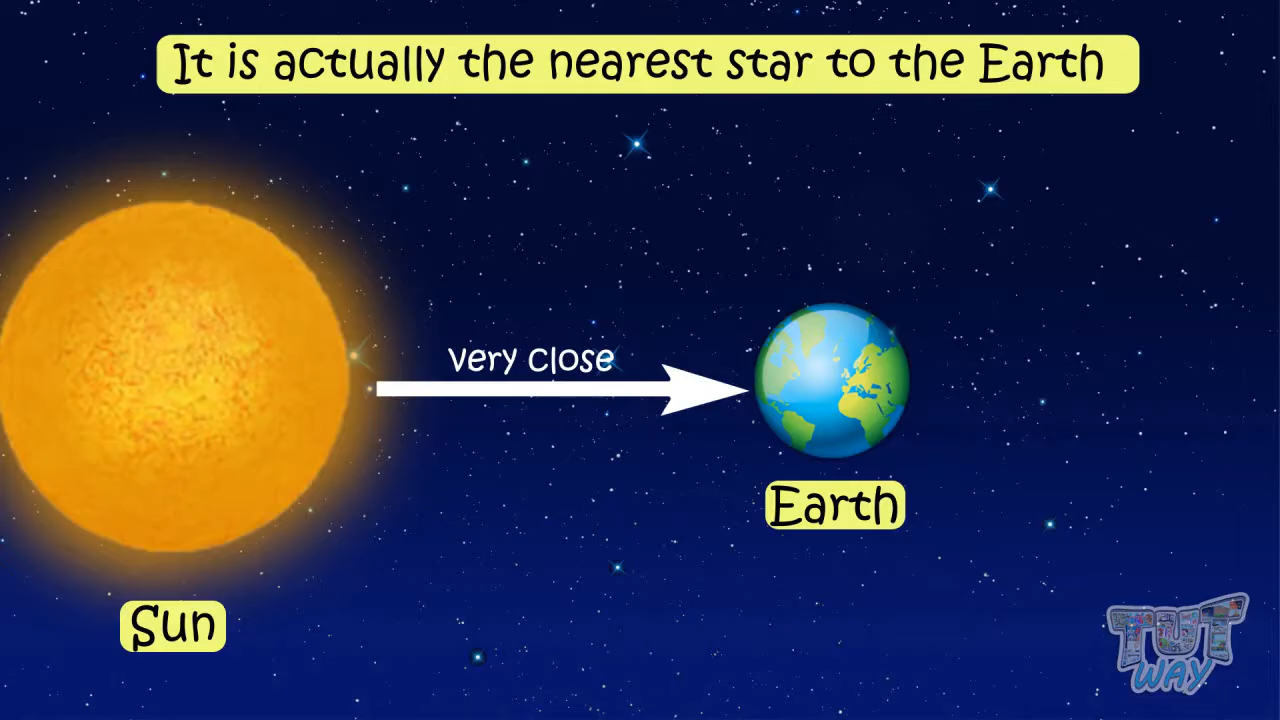 It is actually the nearest star to the Earth
very close
Earth
Sun
TUT
WAY